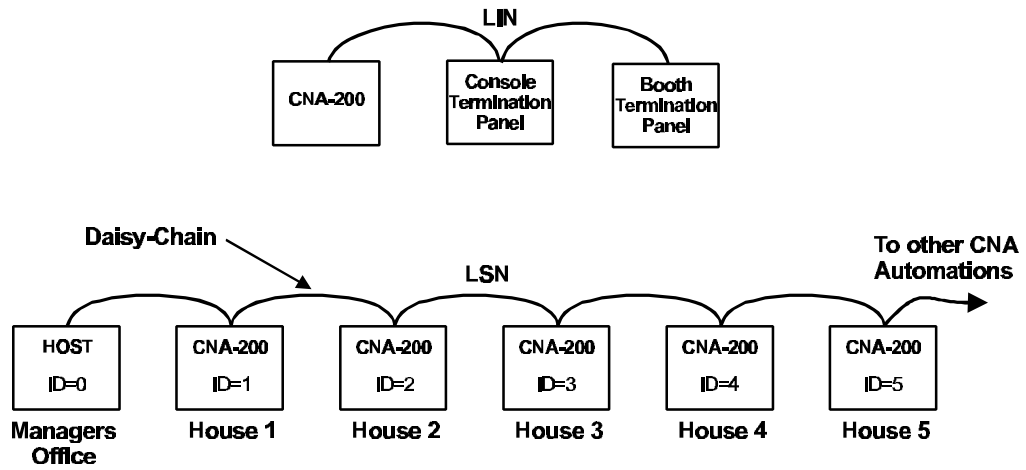 LIN
CNA-200
Console
Termination
Panel
Booth
Termination
Panel
Daisy-Chain
LSN
To other CNA
Automations
HOST
ID=0
CNA-200
ID=1
CNA-200
ID=2
CNA-200
ID=3
CNA-200
ID=4
CNA-200
ID=5
Managers
Office
House 1
House 2
House 3
House 4
House 5